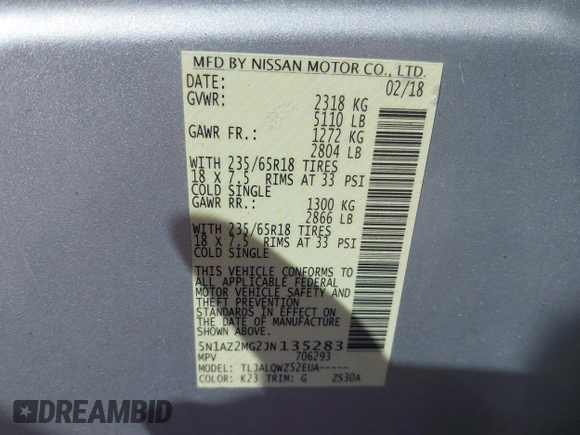 MFD BY NISSAN MOTOR CO., LTD.
DATE: 02/18
GVWR: 2318 KG
5110 LB
GAWR FR.: 1272 KG
2804 LB
WITH 235/65R18 TIRES
18 X 7.5 RIMS AT 33 PSI
COLD SINGLE
GAWR RR.: 1300 KG
2866 LB
WITH 235/65R18 TIRES
18 X 7.5 RIMS AT 33 PSI
COLD SINGLE
THIS VEHICLE CONFORMS TO
ALL APPLICABLE FEDERAL
MOTOR VEHICLE SAFETY AND
THEFT PREVENTION
STANDARDS IN EFFECT ON
THE DATE OF MANUFACTURE
SHOWN ABOVE.
5N1AZ2MG2JN135283
MPV 706293
MODEL: TLJALQWZ52EUA-----
COLOR: K23 TRIM: G ZS30A
DREAMBID